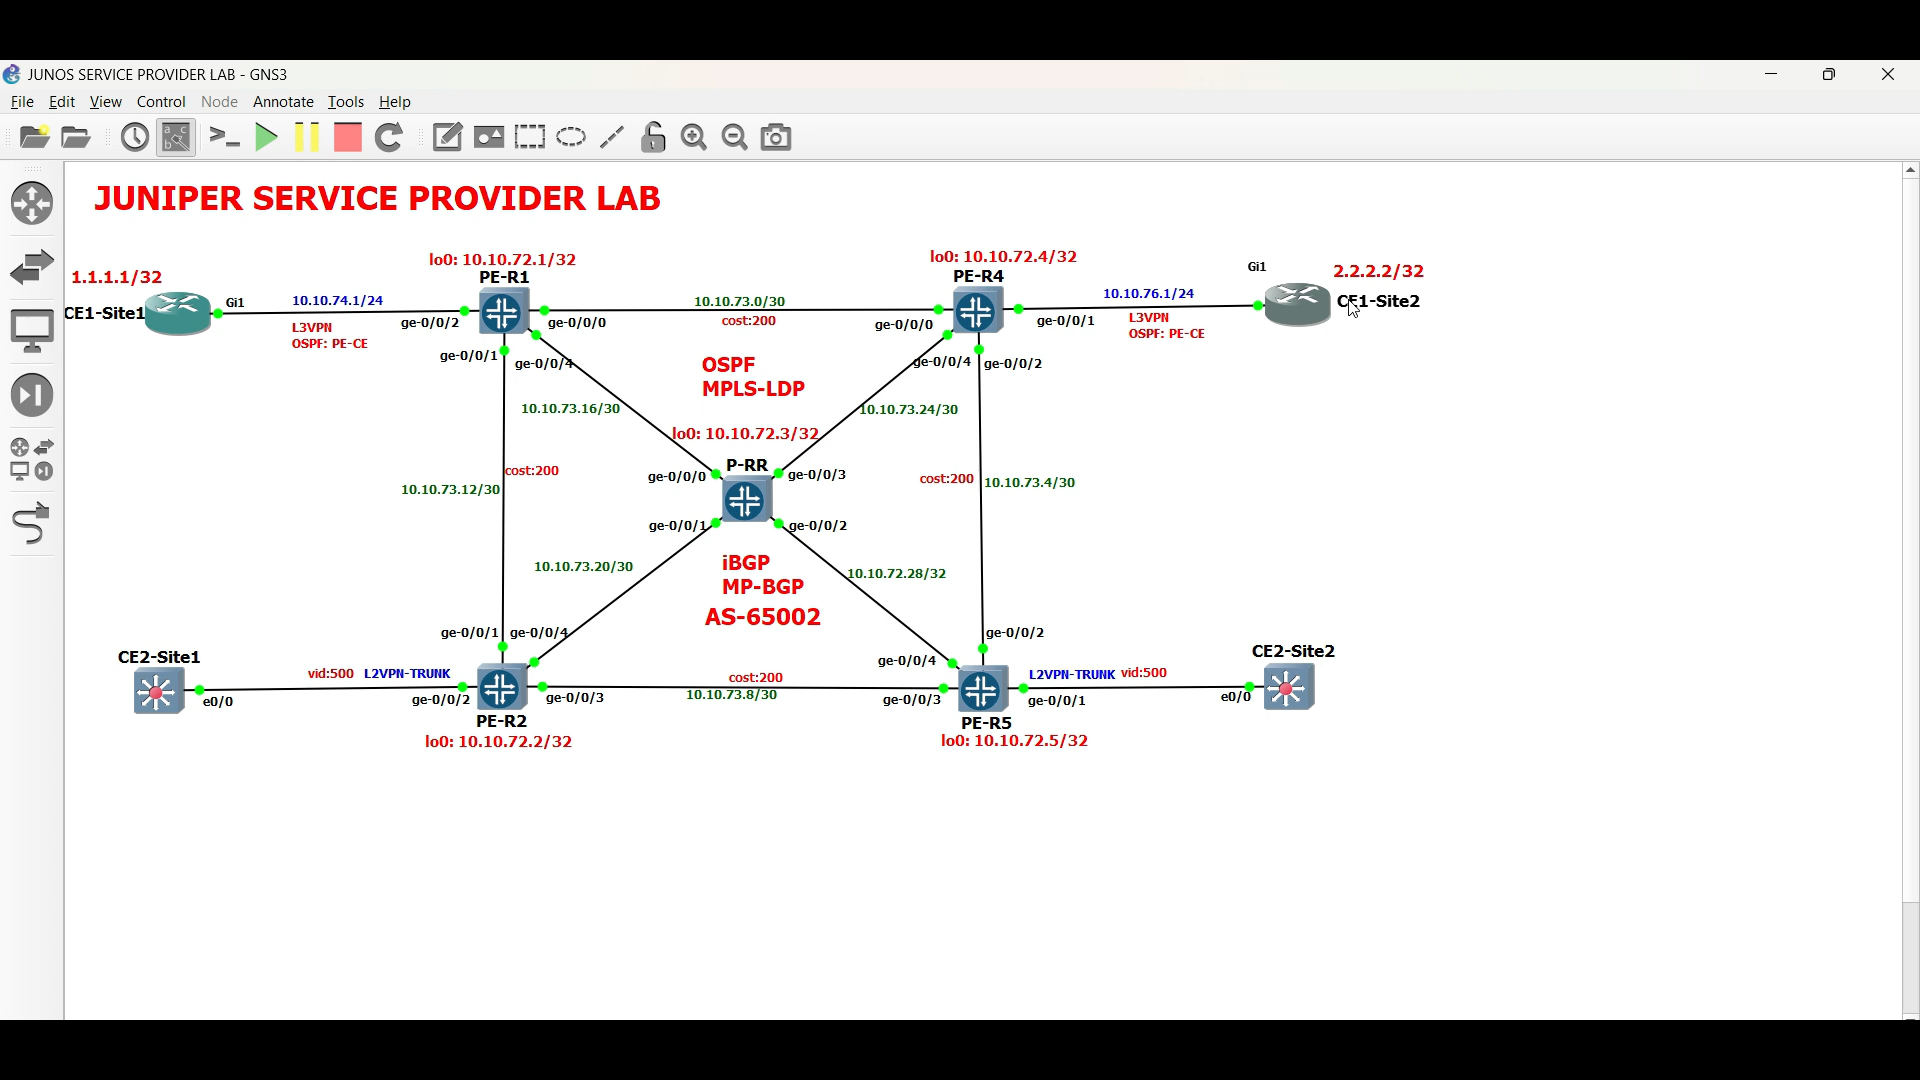 JUNOS SERVICE PROVIDER LAB - GNS3
File Edit View Control Node Annotate Tools Help
JUNIPER SERVICE PROVIDER LAB
lo0: 10.10.72.1/32
PE-R1
lo0: 10.10.72.4/32
PE-R4
1.1.1.1/32
CE1-Site1
Gi1
10.10.74.1/24
L3VPN
OSPF: PE-CE
ge-0/0/2
ge-0/0/0
10.10.73.0/30
cost:200
ge-0/0/0
ge-0/0/1
10.10.76.1/24
L3VPN
OSPF: PE-CE
Gi1
2.2.2.2/32
CE1-Site2
ge-0/0/1
ge-0/0/4
OSPF
MPLS-LDP
ge-0/0/4
ge-0/0/2
10.10.73.16/30
10.10.73.24/30
lo0: 10.10.72.3/32
P-RR
ge-0/0/0
ge-0/0/3
cost:200
10.10.73.12/30
cost:200
10.10.73.4/30
ge-0/0/1
ge-0/0/2
10.10.73.20/30
iBGP
MP-BGP
AS-65002
10.10.72.28/32
ge-0/0/1
ge-0/0/4
ge-0/0/2
ge-0/0/4
CE2-Site1
e0/0
vid:500 L2VPN-TRUNK
ge-0/0/2
ge-0/0/3
cost:200
10.10.73.8/30
ge-0/0/3
L2VPN-TRUNK vid:500
ge-0/0/1
CE2-Site2
e0/0
PE-R2
lo0: 10.10.72.2/32
PE-R5
lo0: 10.10.72.5/32